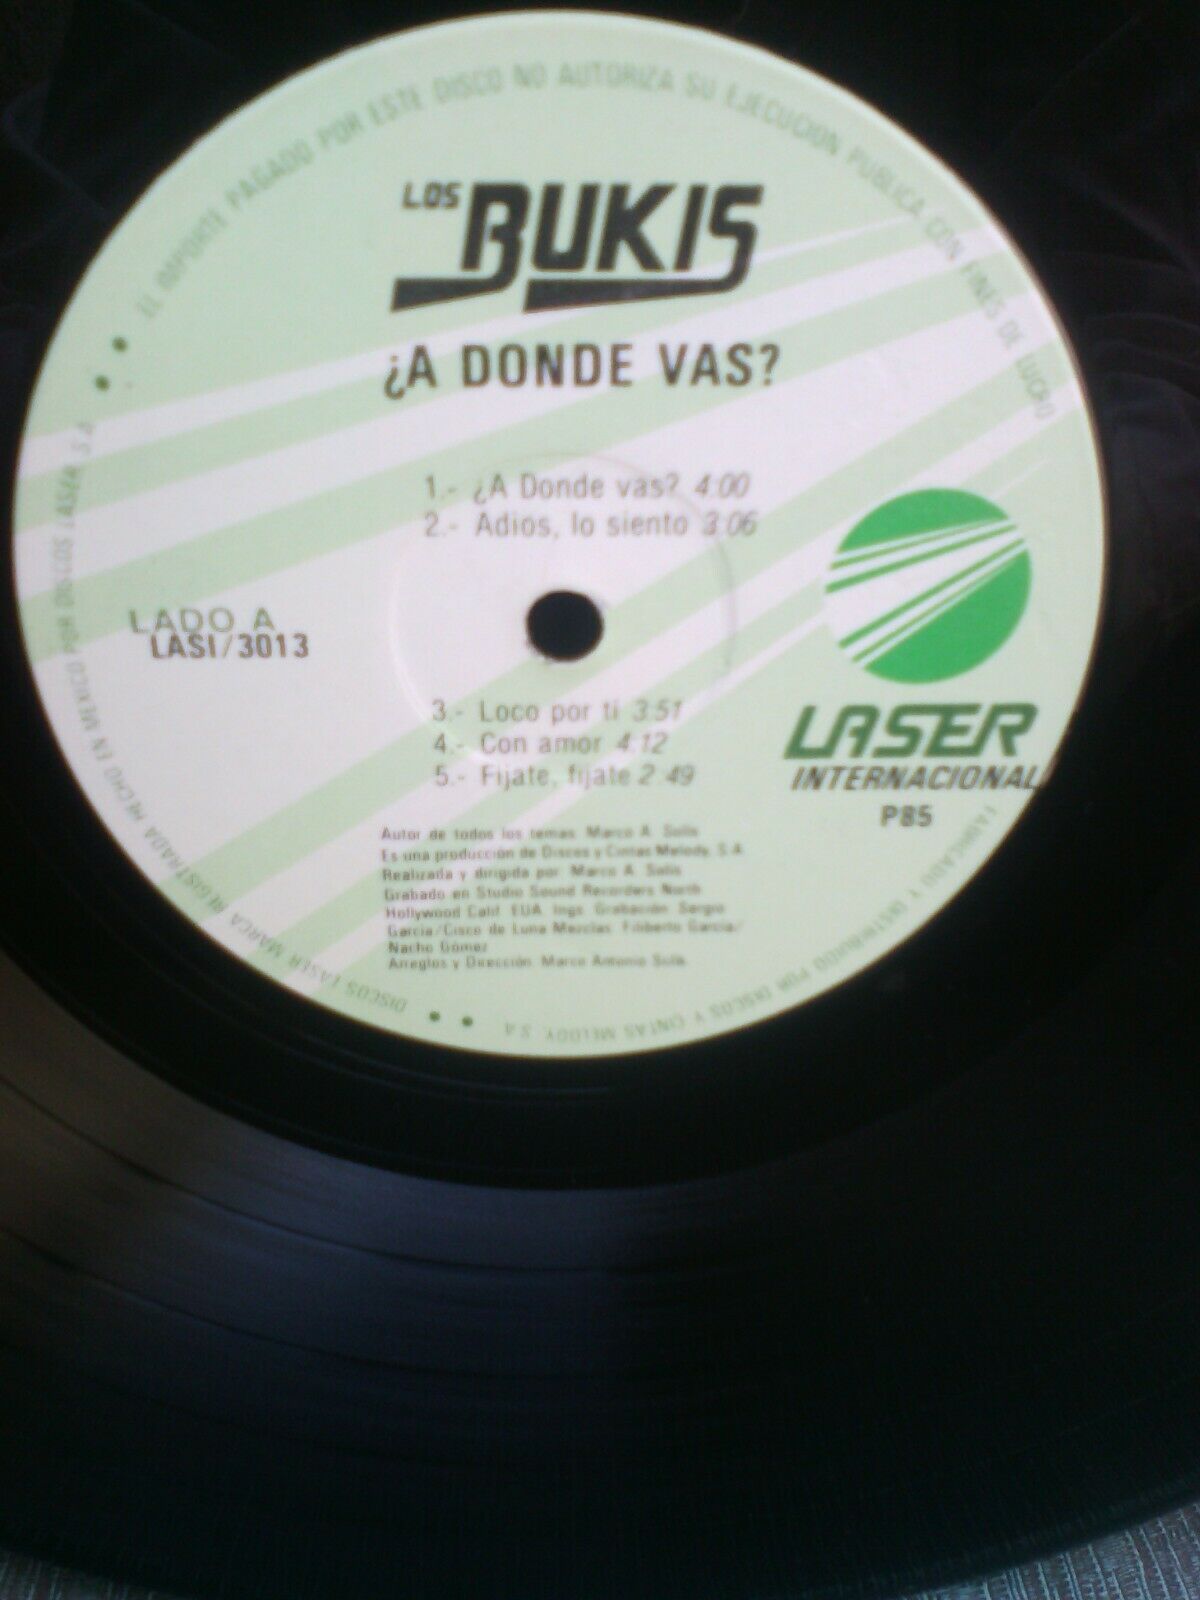 EL IMPORTE PAGADO POR ESTE DISCO NO AUTORIZA SU EJECUCION PUBLICA CON FINES DE LUCRO
LOS BUKIS
¿A DONDE VAS?
1.- ¿A Donde vas? 4:00
2.- Adios, lo siento 3:06
LADO A
LASI/3013
3.- Loco por ti 3:51
4.- Con amor 4:12
5.- Fijate, fijate 2:49
LASER
INTERNACIONAL
P85
Autor de todos los temas: Marco A. Solis
Es una producción de Discos y Cintas Melody, S.A.
Realizada y dirigida por: Marco A. Solis
Grabado en Studio Sound Recorders North
Hollywood Calif. EUA. Ings. Grabación: Sergio
Garcia/Cisco de Luna Mezclas: Filiberto Garcia/
Nacho Gómez
Arreglos y Dirección: Marco Antonio Solis
DISCOS LASER MARCA REGISTRADA HECHO EN MEXICO POR DISCOS LASER, S.A.
FABRICADO Y DISTRIBUIDO POR DISCOS Y CINTAS MELODY, S.A.